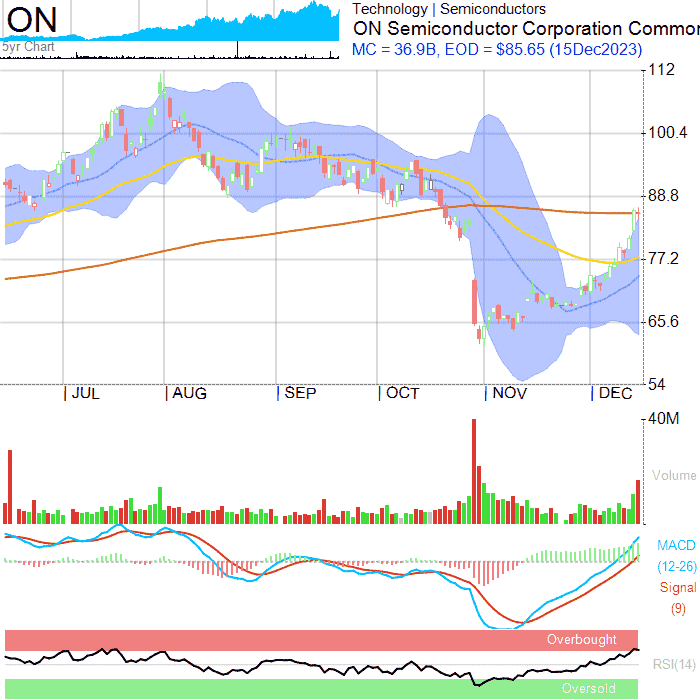 ON
5yr Chart
Technology | Semiconductors
ON Semiconductor Corporation Common
MC = 36.9B, EOD = $85.65 (15Dec2023)
112
100.4
88.8
77.2
65.6
54
JUL
AUG
SEP
OCT
NOV
DEC
40M
Volume
MACD
(12-26)
Signal
(9)
Overbought
RSI(14)
Oversold